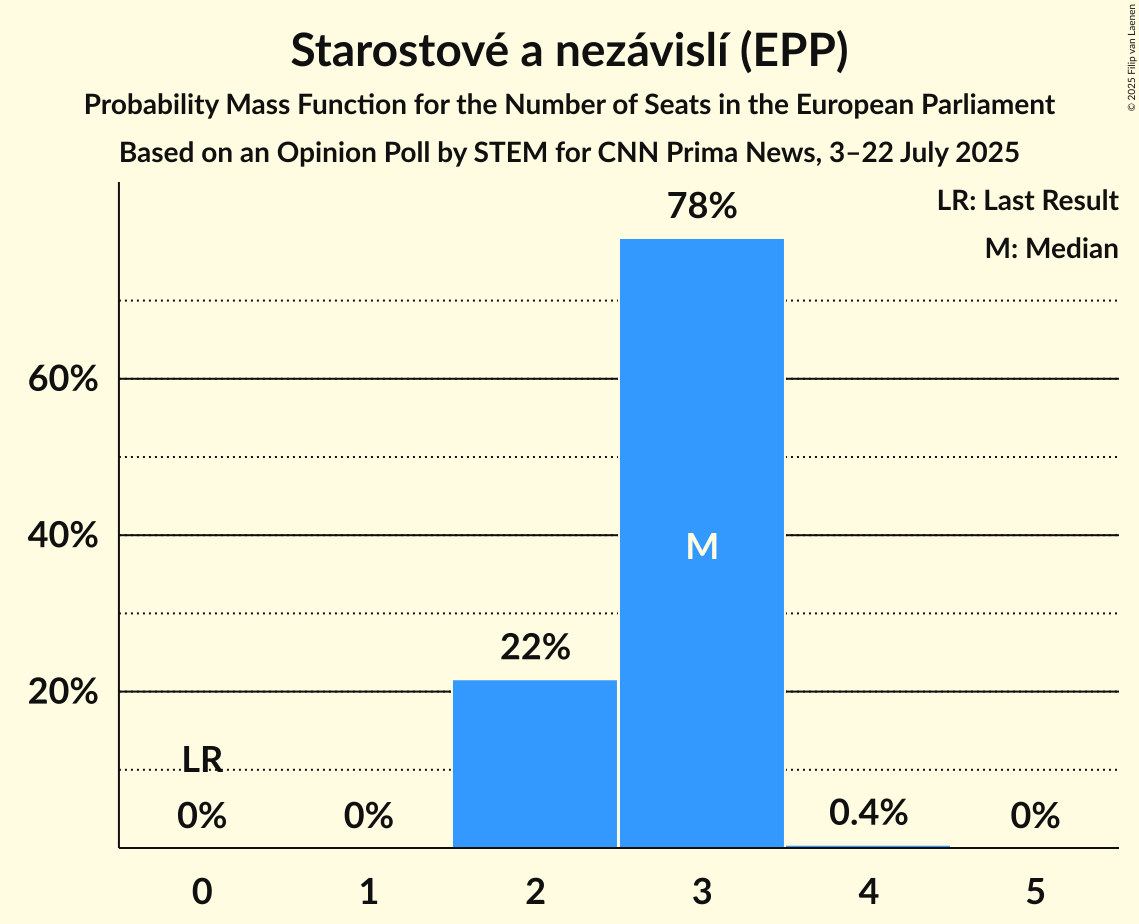 Starostové a nezávislí (EPP)
Probability Mass Function for the Number of Seats in the European Parliament
Based on an Opinion Poll by STEM for CNN Prima News, 3–22 July 2025
© 2025 Filip van Laenen
LR: Last Result
M: Median
78%
60%
40%
M
22%
20%
LR
0%
0%
0.4%
0%
0
1
2
3
4
5